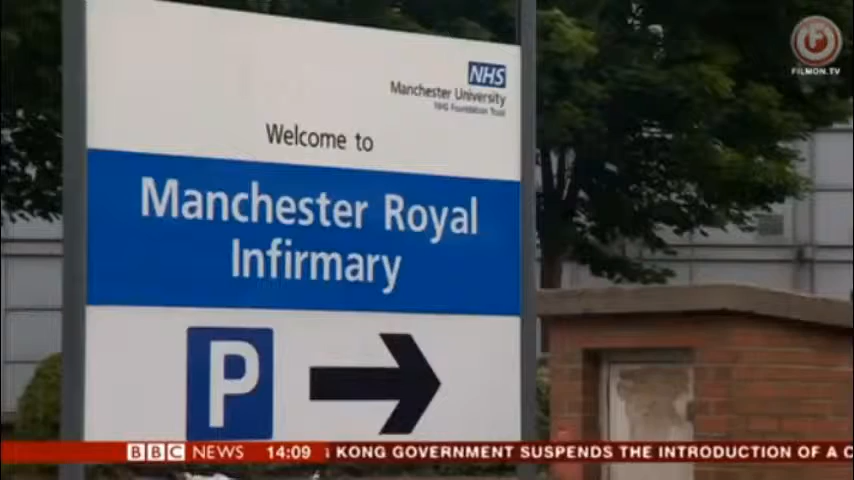 FILMON.TV
NHS
Manchester University
NHS Foundation Trust
Welcome to
Manchester Royal
Infirmary
P
BBC NEWS 14:09 KONG GOVERNMENT SUSPENDS THE INTRODUCTION OF A